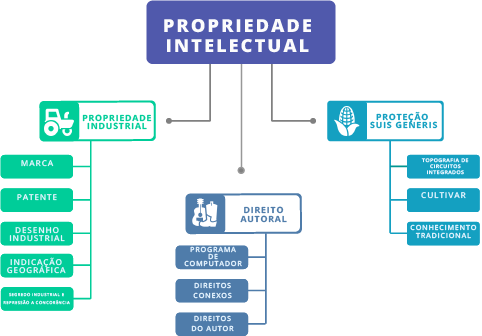 PROPRIEDADE
INTELECTUAL
PROPRIEDADE
INDUSTRIAL
MARCA
PATENTE
DESENHO
INDUSTRIAL
INDICAÇÃO
GEOGRÁFICA
SEGREDO INDUSTRIAL E
REPRESSÃO A CONCORÊNCIA
DIREITO
AUTORAL
PROGRAMA
DE
COMPUTADOR
DIREITOS
CONEXOS
DIREITOS
DO AUTOR
PROTEÇÃO
SUIS GENERIS
TOPOGRAFIA DE
CIRCUITOS
INTEGRADOS
CULTIVAR
CONHECIMENTO
TRADICIONAL